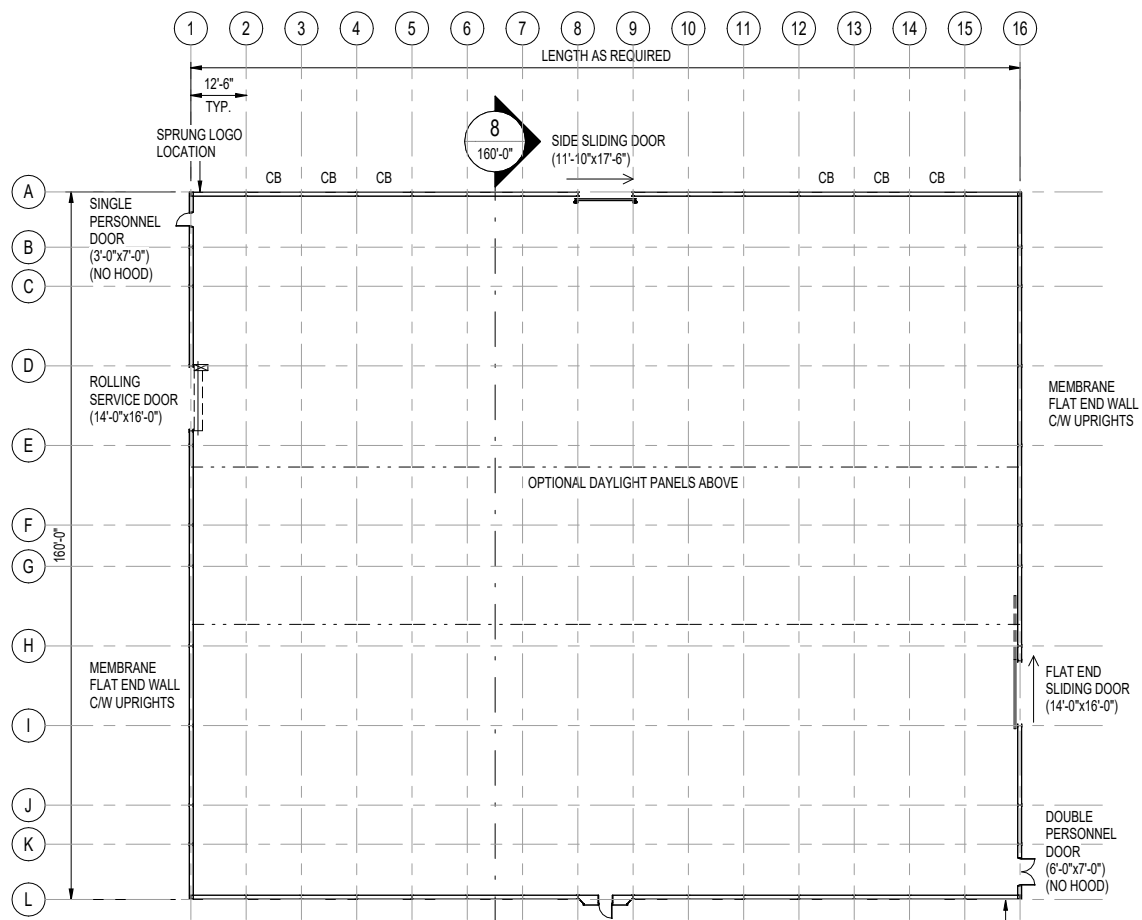 1 2 3 4 5 6 7 8 9 10 11 12 13 14 15 16
LENGTH AS REQUIRED
12'-6"
TYP.
SPRUNG LOGO
LOCATION
8
160'-0"
SIDE SLIDING DOOR
(11'-10"x17'-6")
CB CB CB CB CB CB
A
SINGLE
PERSONNEL
DOOR
(3'-0"x7'-0")
(NO HOOD)
B
C
D
ROLLING
SERVICE DOOR
(14'-0"x16'-0")
MEMBRANE
FLAT END WALL
C/W UPRIGHTS
E
OPTIONAL DAYLIGHT PANELS ABOVE
F
160'-0"
G
H
MEMBRANE
FLAT END WALL
C/W UPRIGHTS
FLAT END
SLIDING DOOR
(14'-0"x16'-0")
I
J
K
DOUBLE
PERSONNEL
DOOR
(6'-0"x7'-0")
(NO HOOD)
L